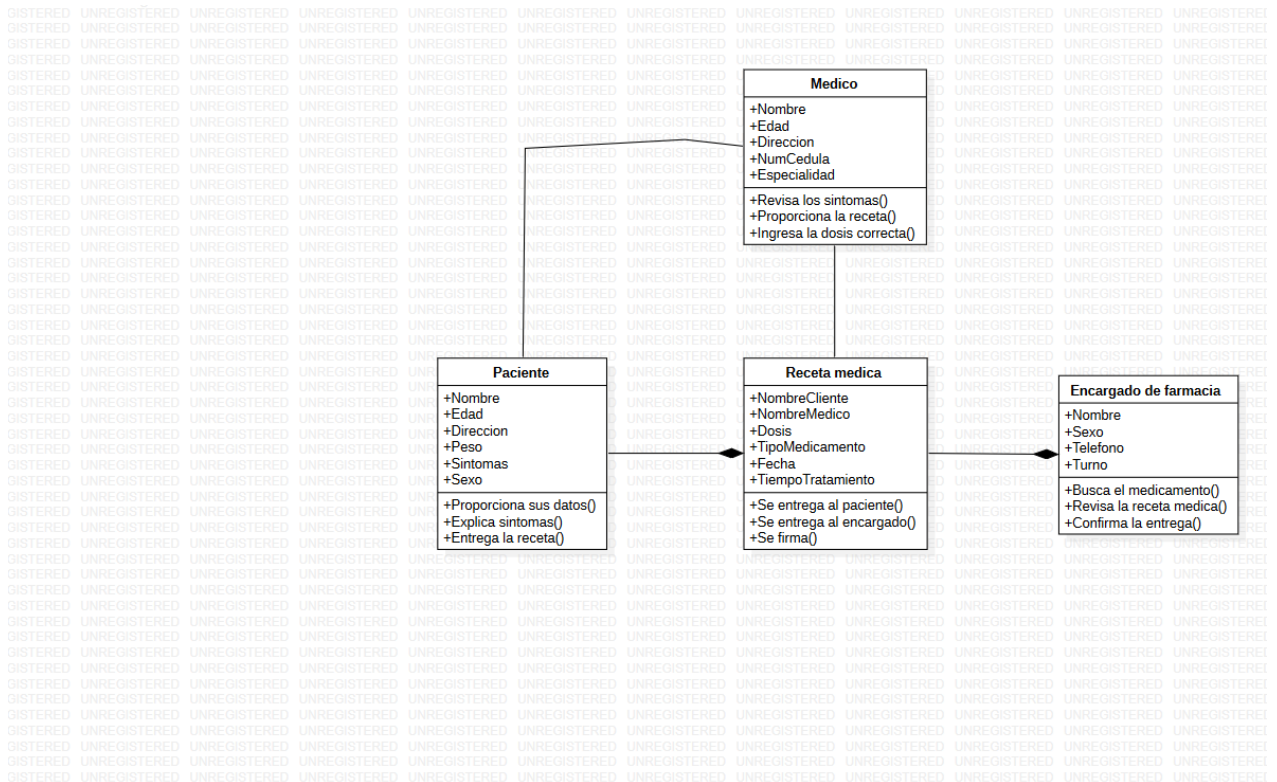 Medico
+Nombre
+Edad
+Direccion
+NumCedula
+Especialidad
+Revisa los sintomas()
+Proporciona la receta()
+Ingresa la dosis correcta()
Paciente
+Nombre
+Edad
+Direccion
+Peso
+Sintomas
+Sexo
+Proporciona sus datos()
+Explica sintomas()
+Entrega la receta()
Receta medica
+NombreCliente
+NombreMedico
+Dosis
+TipoMedicamento
+Fecha
+TiempoTratamiento
+Se entrega al paciente()
+Se entrega al encargado()
+Se firma()
Encargado de farmacia
+Nombre
+Sexo
+Telefono
+Turno
+Busca el medicamento()
+Revisa la receta medica()
+Confirma la entrega()
UNREGISTERED